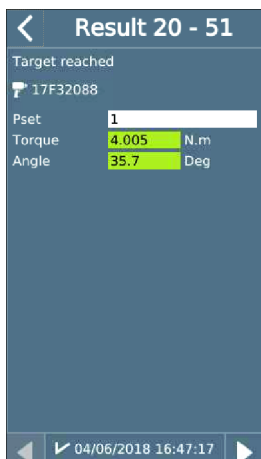 Result 20 - 51
Target reached
17F32088
Pset 1
Torque 4.005 N.m
Angle 35.7 Deg
04/06/2018 16:47:17